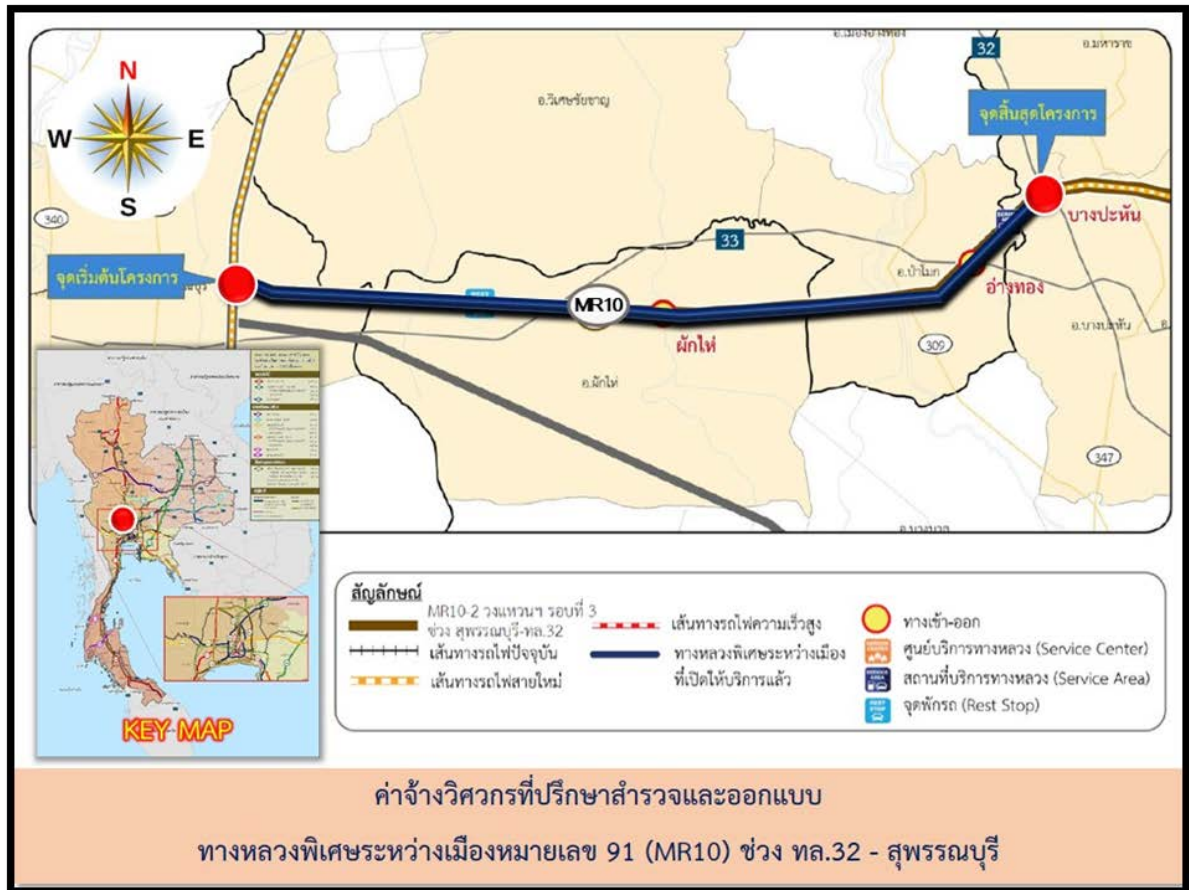 อ.เมืองอ่างทอง
อ.มหาราช
32
N
W
E
S
อ.วิเศษชัยชาญ
จุดสิ้นสุดโครงการ
340
33
บางปะหัน
จุดเริ่มต้นโครงการ
อ.ป่าโมก
อ่างทอง
MR10
ผักไห่
อ.บางปะหัน
309
อ.ผักไห่
347
KEY MAP
สัญลักษณ์
MR10-2 วงแหวนฯ รอบที่ 3
ช่วง สุพรรณบุรี-ทล.32
เส้นทางรถไฟปัจจุบัน
เส้นทางรถไฟสายใหม่
เส้นทางรถไฟความเร็วสูง
ทางหลวงพิเศษระหว่างเมือง
ที่เปิดให้บริการแล้ว
ทางเข้า-ออก
ศูนย์บริการทางหลวง (Service Center)
สถานที่บริการทางหลวง (Service Area)
จุดพักรถ (Rest Stop)
ค่าจ้างวิศวกรที่ปรึกษาสำรวจและออกแบบ
ทางหลวงพิเศษระหว่างเมืองหมายเลข 91 (MR10) ช่วง ทล.32 - สุพรรณบุรี